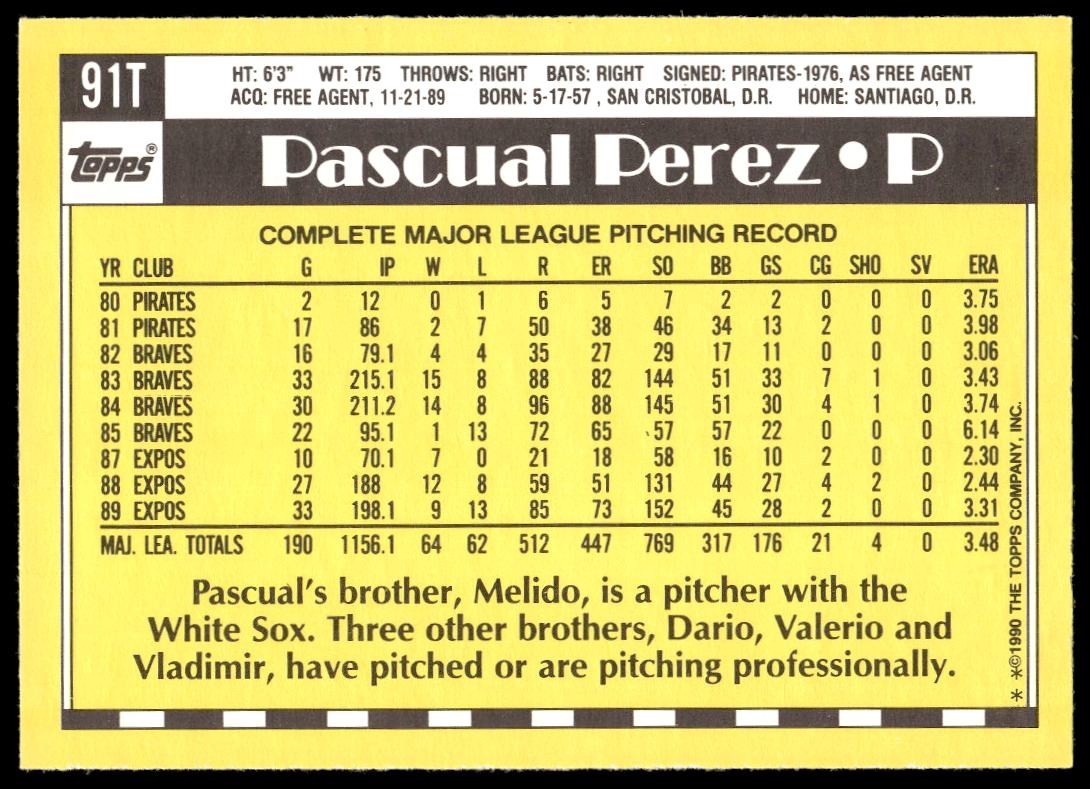 91T
HT: 6'3" WT: 175 THROWS: RIGHT BATS: RIGHT SIGNED: PIRATES-1976, AS FREE AGENT
ACQ: FREE AGENT, 11-21-89 BORN: 5-17-57 , SAN CRISTOBAL, D.R. HOME: SANTIAGO, D.R.
topps®
Pascual Perez • P
COMPLETE MAJOR LEAGUE PITCHING RECORD
YR CLUB G IP W L R ER SO BB GS CG SHO SV ERA
80 PIRATES 2 12 0 1 6 5 7 2 2 0 0 0 3.75
81 PIRATES 17 86 2 7 50 38 46 34 13 2 0 0 3.98
82 BRAVES 16 79.1 4 4 35 27 29 17 11 0 0 0 3.06
83 BRAVES 33 215.1 15 8 88 82 144 51 33 7 1 0 3.43
84 BRAVES 30 211.2 14 8 96 88 145 51 30 4 1 0 3.74
85 BRAVES 22 95.1 1 13 72 65 57 57 22 0 0 0 6.14
87 EXPOS 10 70.1 7 0 21 18 58 16 10 2 0 0 2.30
88 EXPOS 27 188 12 8 59 51 131 44 27 4 2 0 2.44
89 EXPOS 33 198.1 9 13 85 73 152 45 28 2 0 0 3.31
MAJ. LEA. TOTALS 190 1156.1 64 62 512 447 769 317 176 21 4 0 3.48
Pascual's brother, Melido, is a pitcher with the
White Sox. Three other brothers, Dario, Valerio and
Vladimir, have pitched or are pitching professionally.
* *©1990 THE TOPPS COMPANY, INC.